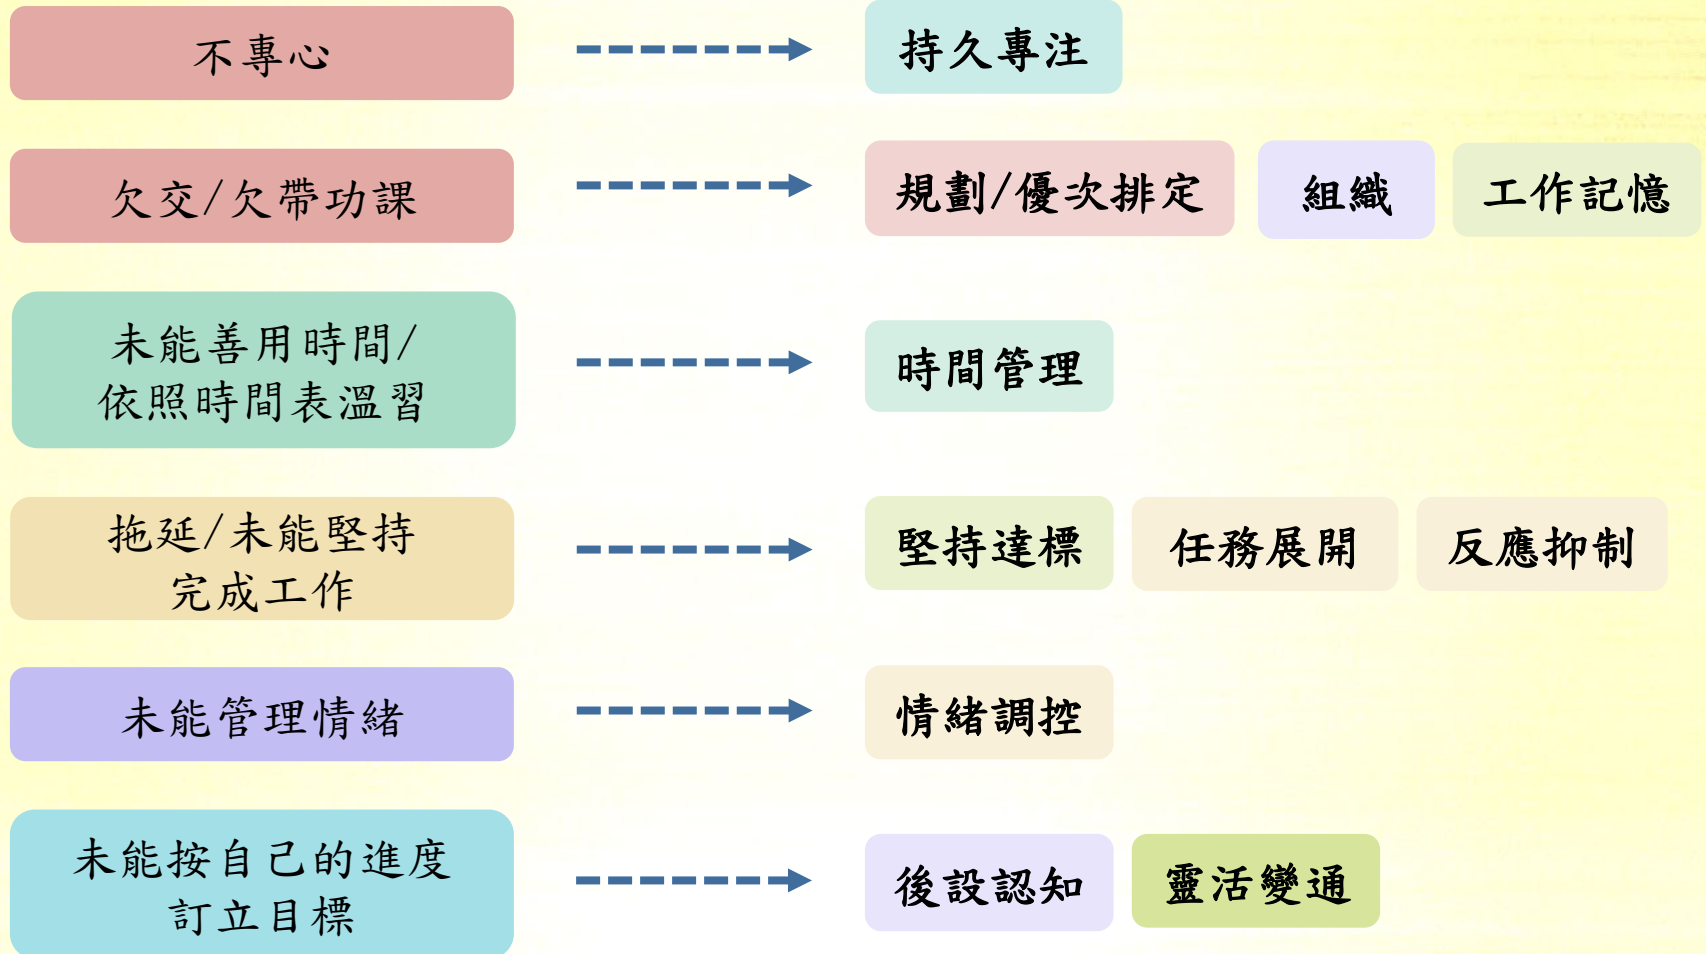 不專心
持久專注
欠交/欠帶功課
規劃/優次排定
組織
工作記憶
未能善用時間/
依照時間表溫習
時間管理
拖延/未能堅持
完成工作
堅持達標
任務展開
反應抑制
未能管理情緒
情緒調控
未能按自己的進度
訂立目標
後設認知
靈活變通